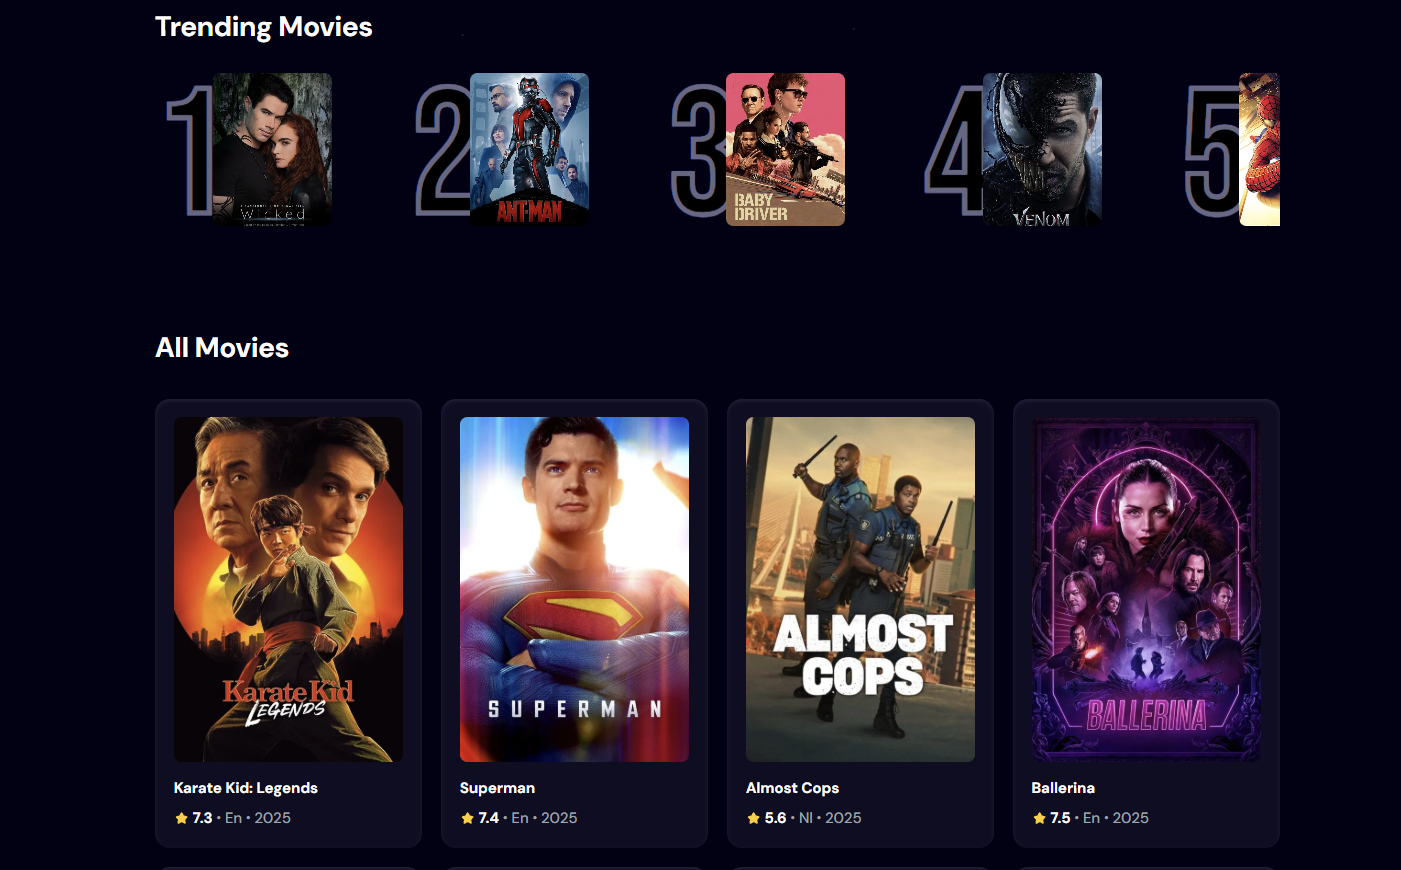 Trending Movies
1
Wicked
2
ANT-MAN
3
BABY
DRIVER
4
VENOM
5
All Movies
Karate Kid
LEGENDS
SUPERMAN
ALMOST
COPS
BALLERINA
Karate Kid: Legends
Superman
Almost Cops
Ballerina
7.3 • En • 2025
7.4 • En • 2025
5.6 • Nl • 2025
7.5 • En • 2025